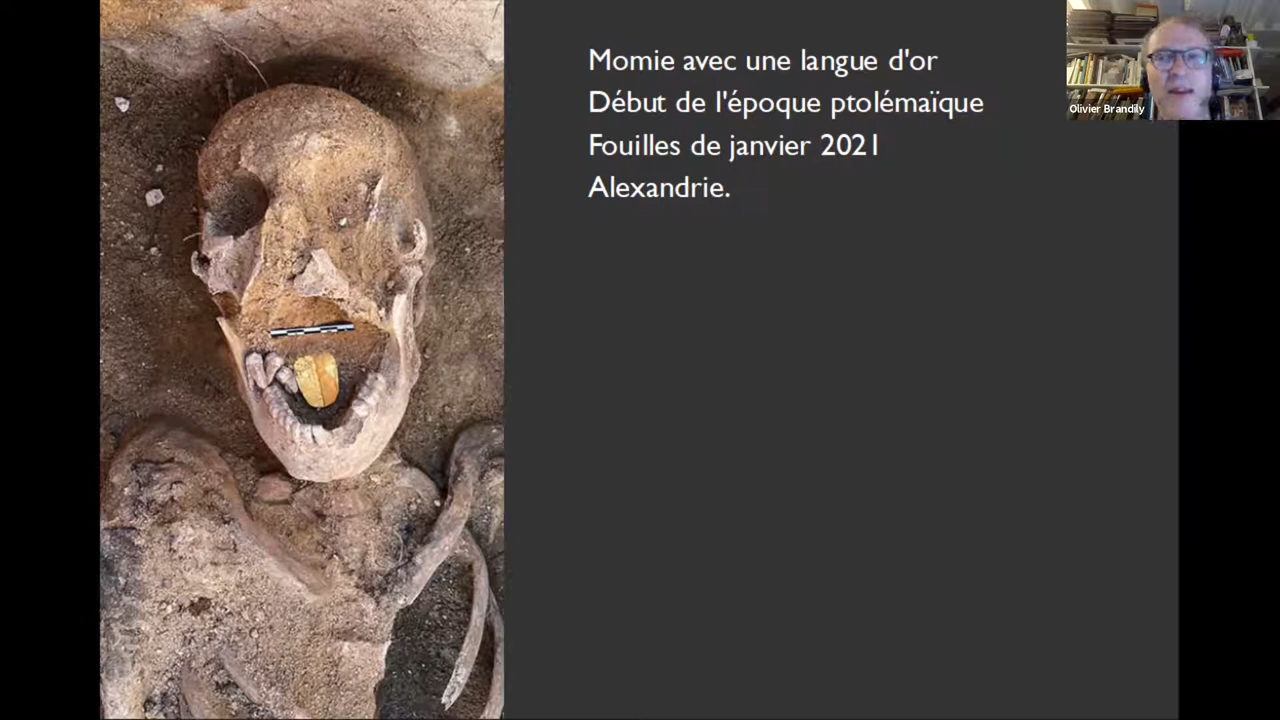 Momie avec une langue d'or
Début de l'époque ptolémaïque
Fouilles de janvier 2021
Alexandrie.
Olivier Brandily